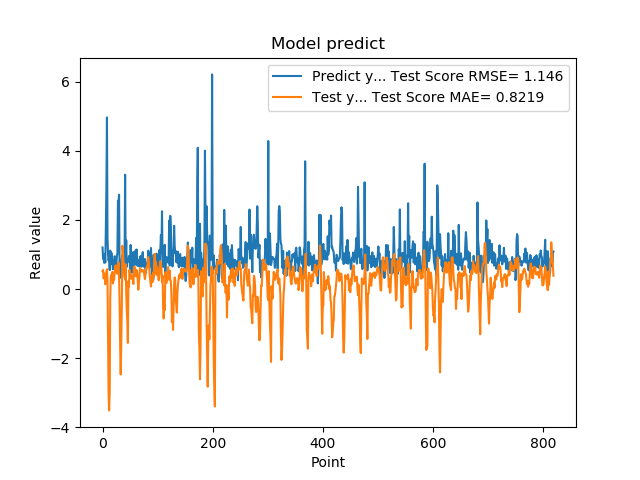 Model predict
Predict y... Test Score RMSE= 1.146
Test y... Test Score MAE= 0.8219
Real value
6
4
2
0
−2
−4
0 200 400 600 800
Point